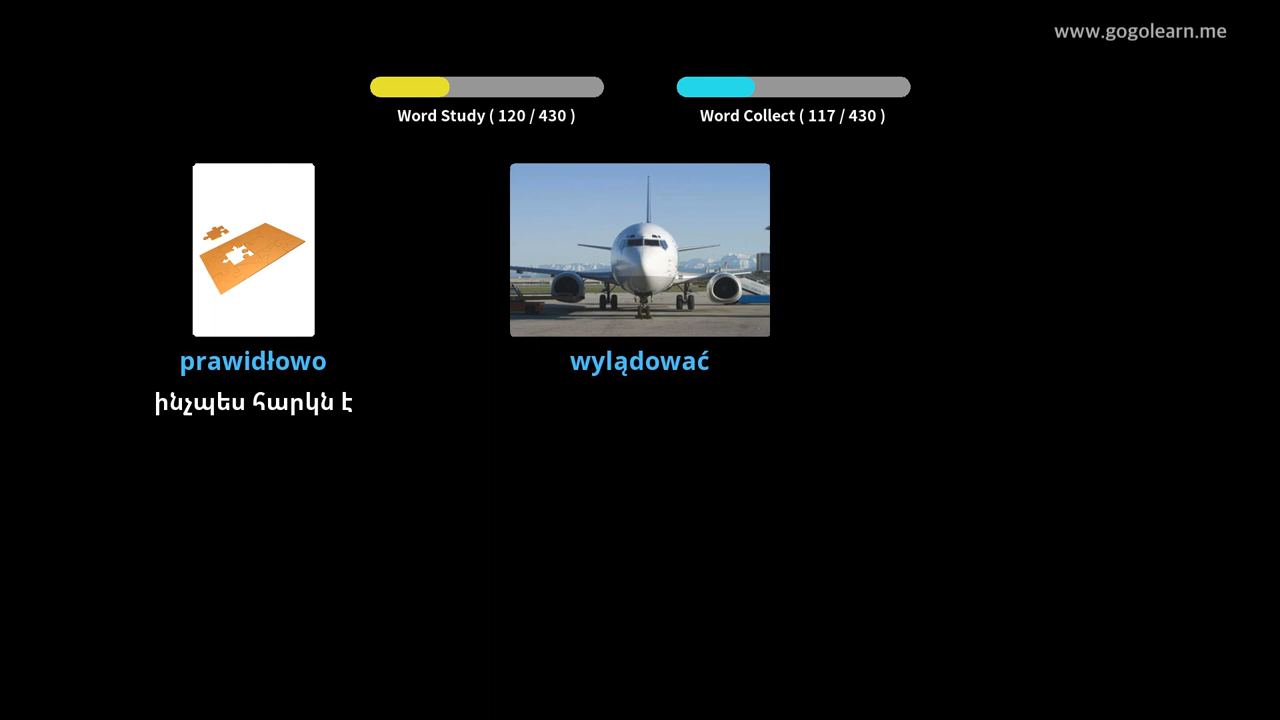 www.gogolearn.me
Word Study ( 120 / 430 )
Word Collect ( 117 / 430 )
prawidłowo
wylądować
ինչպես հարկն է